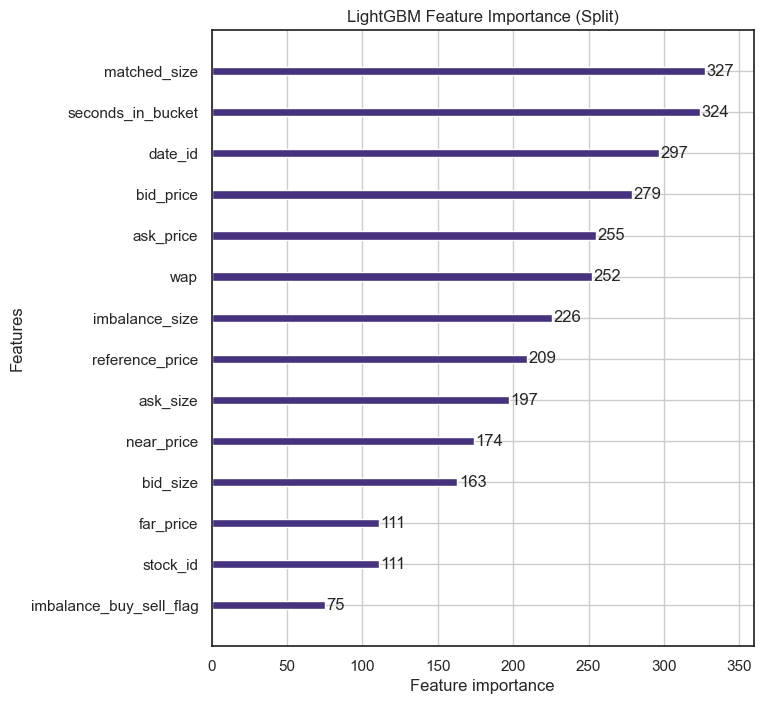 LightGBM Feature Importance (Split)
matched_size 327
seconds_in_bucket 324
date_id 297
bid_price 279
ask_price 255
wap 252
imbalance_size 226
reference_price 209
ask_size 197
near_price 174
bid_size 163
far_price 111
stock_id 111
imbalance_buy_sell_flag 75
Features
0 50 100 150 200 250 300 350
Feature importance